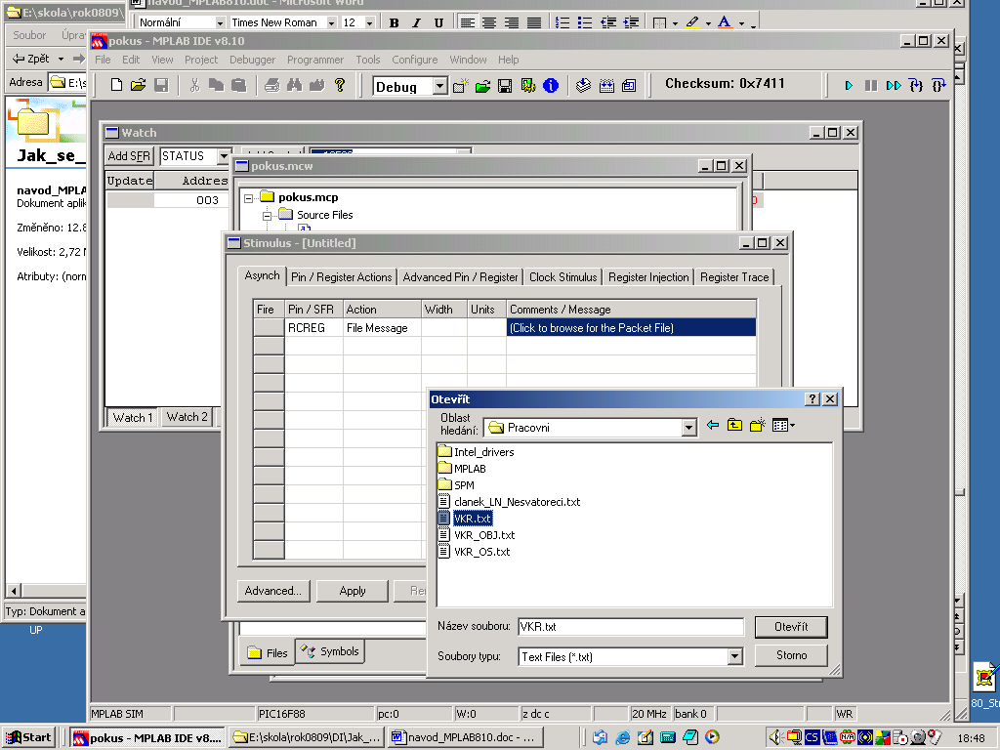 E:\skola\rok0809\
navod_MPLAB810.doc - Microsoft Word
Soubor Úpra
Normální Times New Roman 12 B I U
Zpět
Adresa E:\s
pokus - MPLAB IDE v8.10
File Edit View Project Debugger Programmer Tools Configure Window Help
Debug Checksum: 0x7411
Jak_se_
navod_MPLA
Dokument aplik
Změněno: 12.8
Velikost: 2,72 M
Atributy: (norm
Typ: Dokument a
UP
Watch
Add SFR STATUS
Update Addres
003
0
Watch 1 Watch 2
pokus.mcw
pokus.mcp
Source Files
Files Symbols
Stimulus - [Untitled]
Asynch Pin / Register Actions Advanced Pin / Register Clock Stimulus Register Injection Register Trace
Fire Pin / SFR Action Width Units Comments / Message
RCREG File Message (Click to browse for the Packet File)
Advanced... Apply Re
Otevřít
Oblast hledání: Pracovni
Intel_drivers
MPLAB
SPM
clanek_LN_Nesvatoreci.txt
VKR.txt
VKR_OBJ.txt
VKR_OS.txt
Název souboru: VKR.txt Otevřít
Soubory typu: Text Files (*.txt) Storno
80_Str
MPLAB SIM PIC16F88 pc:0 W:0 z dc c 20 MHz bank 0 WR
Start pokus - MPLAB IDE v8.... E:\skola\rok0809\DI\Jak_... navod_MPLAB810.doc - ... CS 18:48